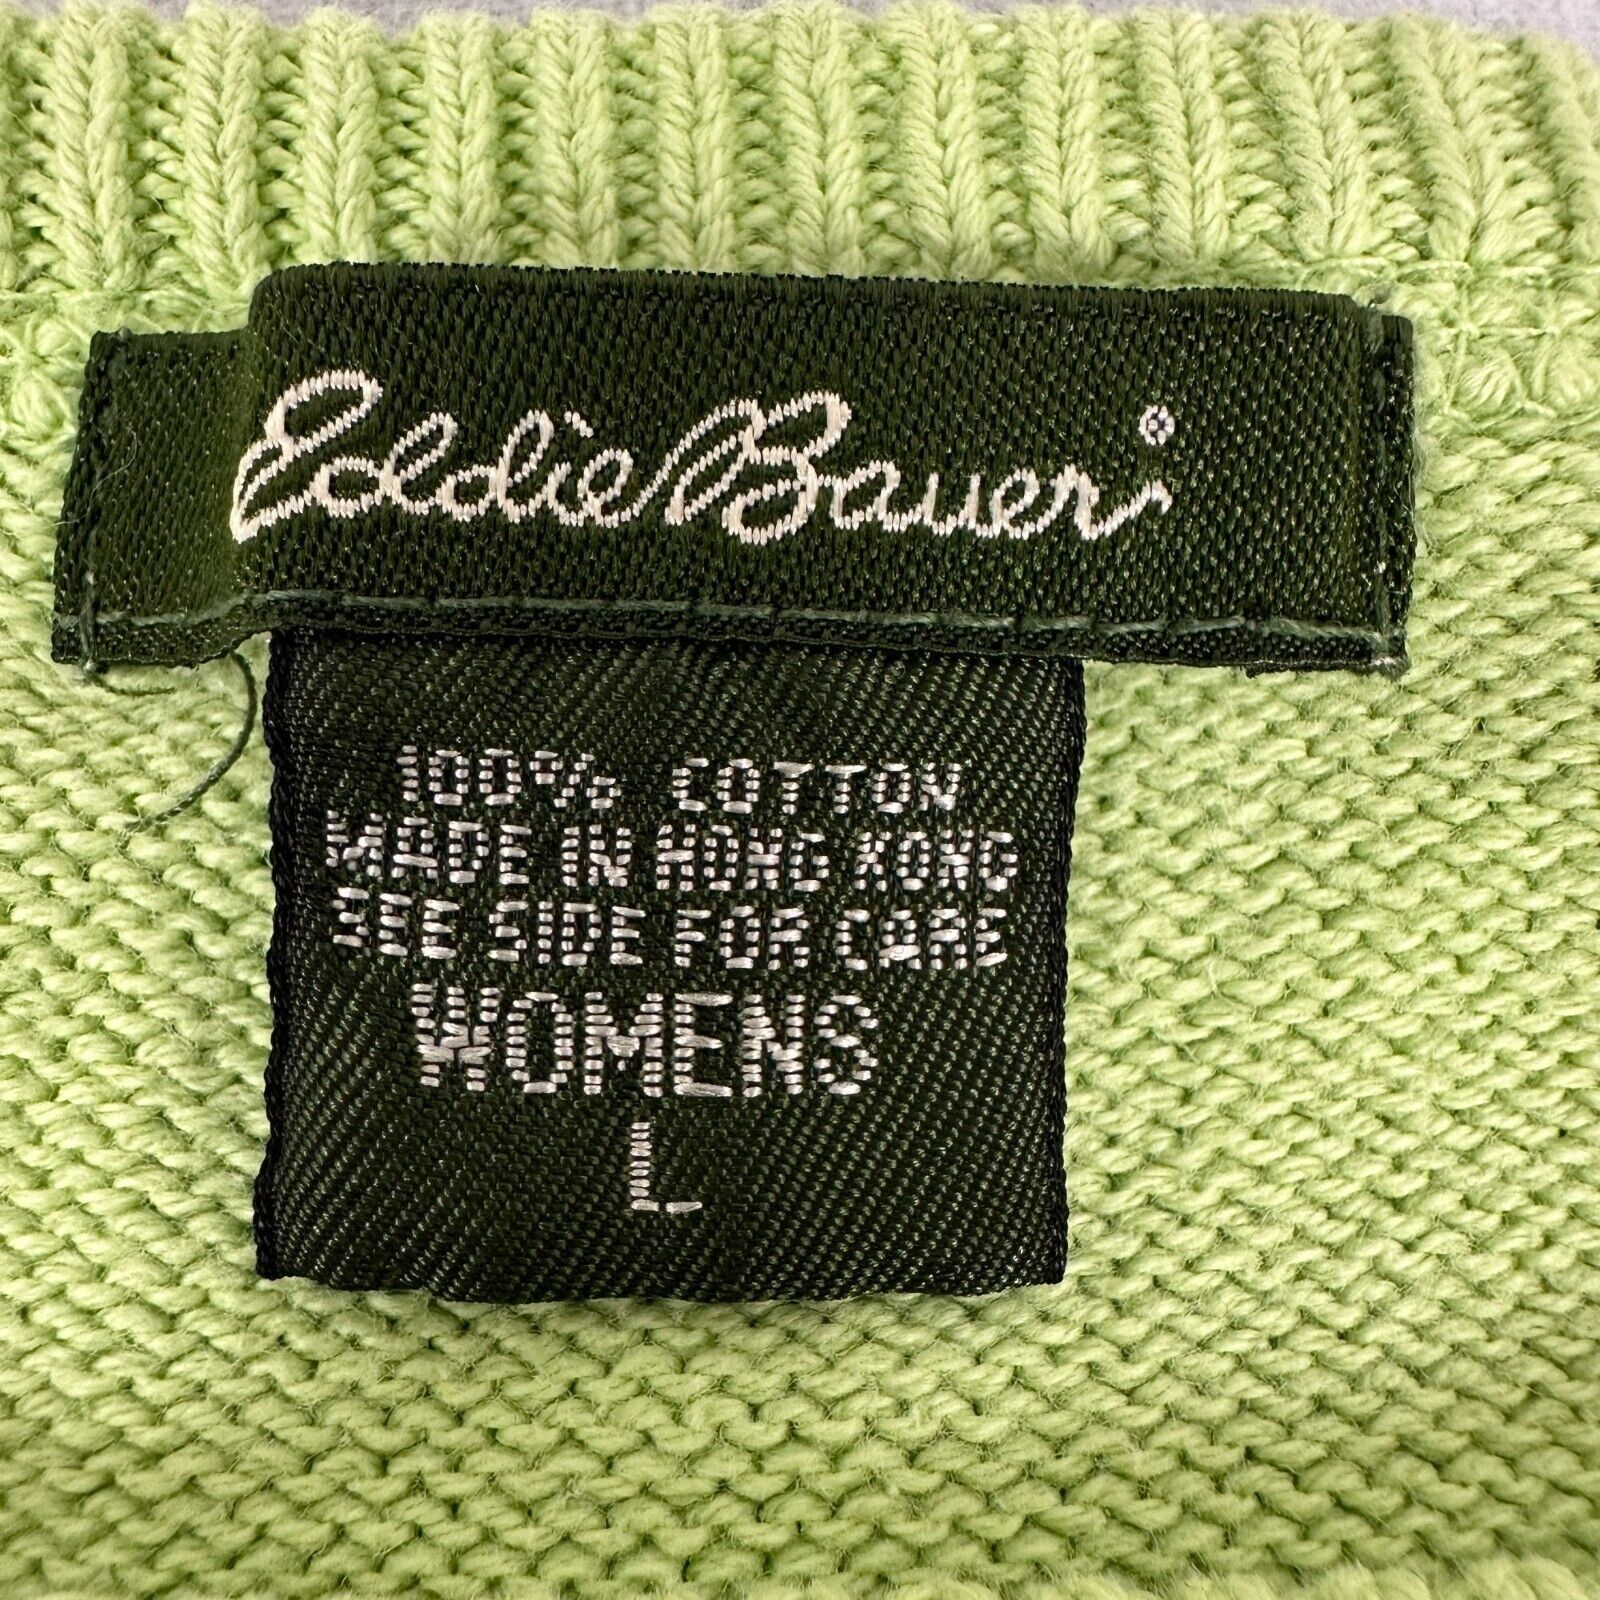 Eddie Bauer
100% COTTON
MADE IN HONG KONG
SEE SIDE FOR CARE
WOMENS
L